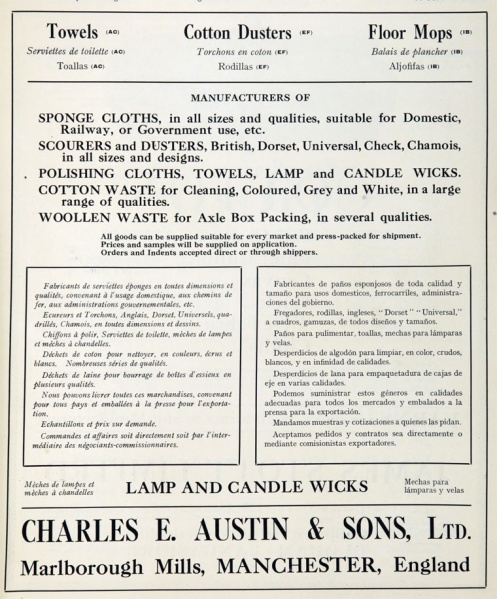 Towels (AC) Cotton Dusters (EF) Floor Mops (IB)
Serviettes de toilette (AC) Torchons en coton (EF) Balais de plancher (IB)
Toallas (AC) Rodillas (EF) Aljofifas (IB)
MANUFACTURERS OF
SPONGE CLOTHS, in all sizes and qualities, suitable for Domestic,
Railway, or Government use, etc.
SCOURERS and DUSTERS, British, Dorset, Universal, Check, Chamois,
in all sizes and designs.
POLISHING CLOTHS, TOWELS, LAMP and CANDLE WICKS.
COTTON WASTE for Cleaning, Coloured, Grey and White, in a large
range of qualities.
WOOLLEN WASTE for Axle Box Packing, in several qualities.
All goods can be supplied suitable for every market and press-packed for shipment.
Prices and samples will be supplied on application.
Orders and Indents accepted direct or through shippers.
Fabricants de serviettes éponges en toutes dimensions et
qualités, convenant à l'usage domestique, aux chemins de
fer, aux administrations gouvernementales, etc.
Ecureurs et Torchons, Anglais, Dorset, Universels, qua-
drillés, Chamois, en toutes dimensions et dessins.
Chiffons à polir, Serviettes de toilette, mèches de lampes
et mèches à chandelles.
Déchets de coton pour nettoyer, en couleurs, écrus et
blancs. Nombreuses séries de qualités.
Déchets de laine pour bourrage de boîtes d'essieux en
plusieurs qualités.
Nous pouvons livrer toutes ces marchandises, convenant
pour tous pays et emballées à la presse pour l'exporta-
tion.
Echantillons et prix sur demande.
Commandes et affaires soit directement soit par l'inter-
médiaire des négociants-commissionnaires.
Fabricantes de paños esponjosos de toda calidad y
tamaño para usos domesticos, ferrocarriles, administra-
ciones del gobierno.
Fregadores, rodillas, ingleses, "Dorset" "Universal,"
a cuadros, gamuzas, de todos diseños y tamaños.
Paños para pulimentar, toallas, mechas para lámparas
y velas.
Desperdicios de algodón para limpiar, en color, crudos,
blancos, y en infinidad de calidades.
Desperdicios de lana para empaquetadura de cajas de
eje en varias calidades.
Podemos suministrar estos géneros en calidades
adecuadas para todos los mercados y embalados a la
prensa para la exportación.
Mandamos muestras y cotizaciones a quienes las pidan.
Aceptamos pedidos y contratos sea directamente o
mediante comisionistas exportadores.
Mèches de lampes et
mèches à chandelles
LAMP AND CANDLE WICKS
Mechas para
lámparas y velas
CHARLES E. AUSTIN & SONS, LTD.
Marlborough Mills, MANCHESTER, England